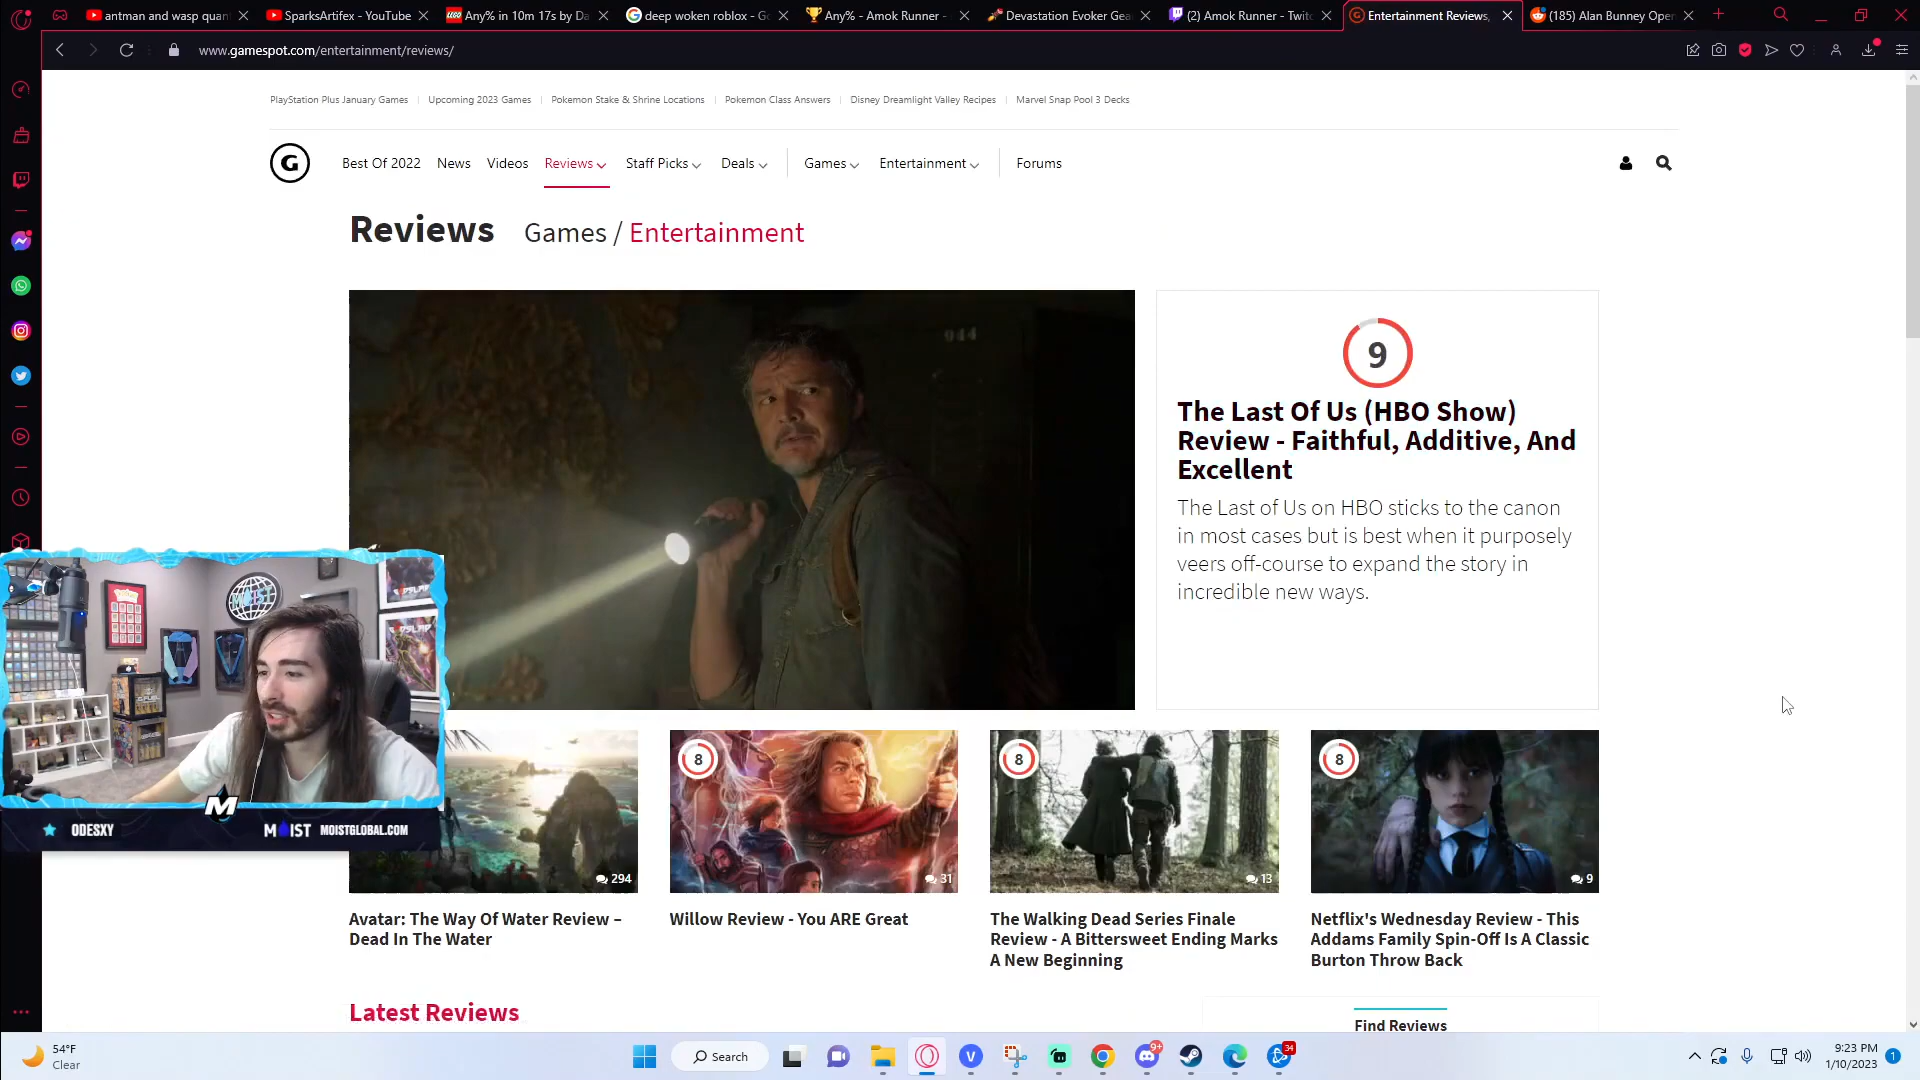 antman and wasp quan
SparksArtifex - YouTube
LEGO
Any% in 10m 17s by Da
deep woken roblox - Go
Any% - Amok Runner -
Devastation Evoker Gea
(2) Amok Runner - Twitc
Entertainment Reviews,
(185) Alan Bunney Oper
www.gamespot.com/entertainment/reviews/
PlayStation Plus January Games
Upcoming 2023 Games
Pokemon Stake & Shrine Locations
Pokemon Class Answers
Disney Dreamlight Valley Recipes
Marvel Snap Pool 3 Decks
G
Best Of 2022
News
Videos
Reviews
Staff Picks
Deals
Games
Entertainment
Forums
Reviews
Games / Entertainment
944
9
The Last Of Us (HBO Show)
Review - Faithful, Additive, And
Excellent
The Last of Us on HBO sticks to the canon
in most cases but is best when it purposely
veers off-course to expand the story in
incredible new ways.
MOIST
M
ODESXY
MOIST
MOISTGLOBAL.COM
294
8
31
8
13
8
9
Avatar: The Way Of Water Review –
Dead In The Water
Willow Review - You ARE Great
The Walking Dead Series Finale
Review - A Bittersweet Ending Marks
A New Beginning
Netflix's Wednesday Review - This
Addams Family Spin-Off Is A Classic
Burton Throw Back
Latest Reviews
Find Reviews
54°F
Clear
Search
V
9+
34
9:23 PM
1/10/2023
1